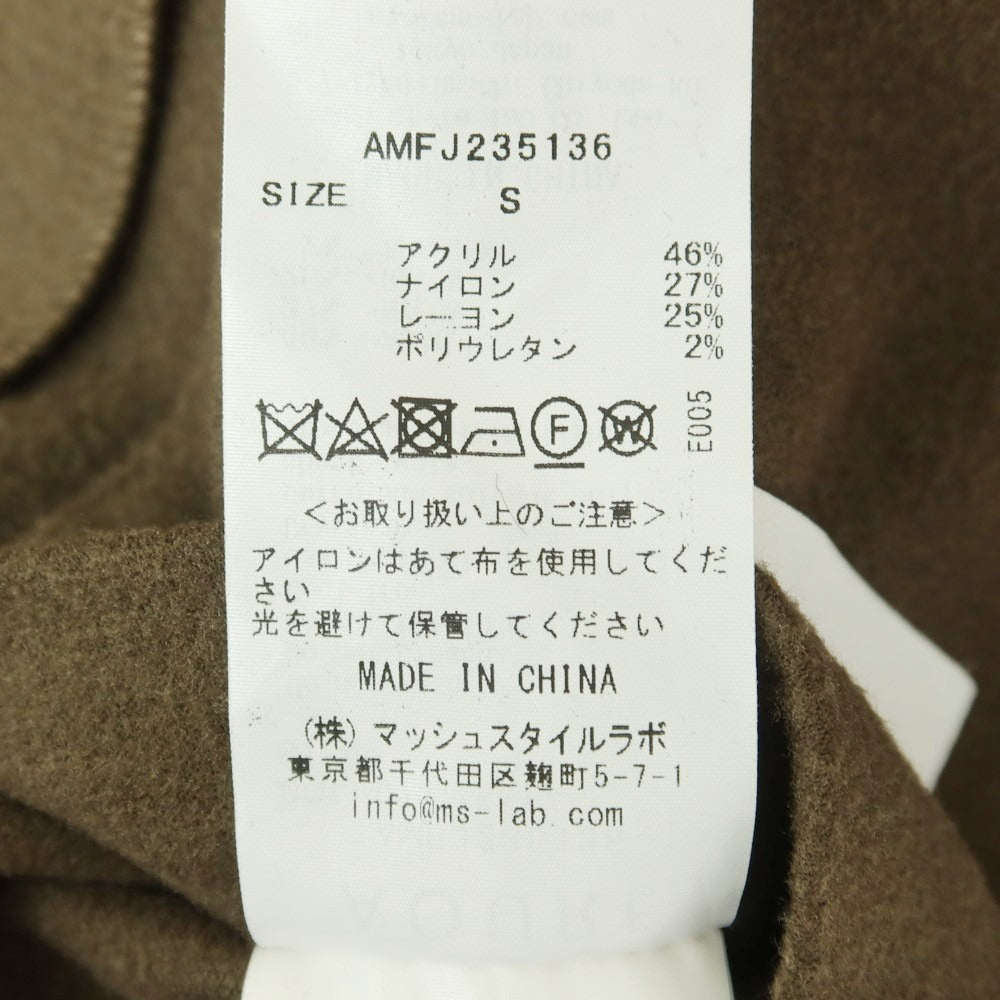 AMFJ235136
SIZE S
アクリル 46%
ナイロン 27%
レーヨン 25%
ポリウレタン 2%
F W E005
<お取り扱い上のご注意>
アイロンはあて布を使用してくだ
さい
光を避けて保管してください
MADE IN CHINA
(株)マッシュスタイルラボ
東京都千代田区麹町5-7-1
info@ms-lab.com